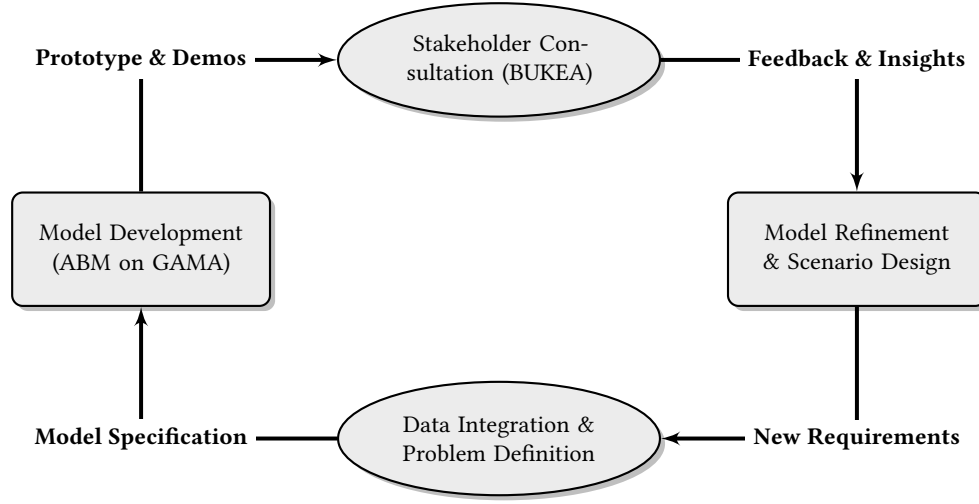 Prototype & Demos
Stakeholder Con-
sultation (BUKEA)
Feedback & Insights
Model Development
(ABM on GAMA)
Model Refinement
& Scenario Design
Model Specification
Data Integration &
Problem Definition
New Requirements